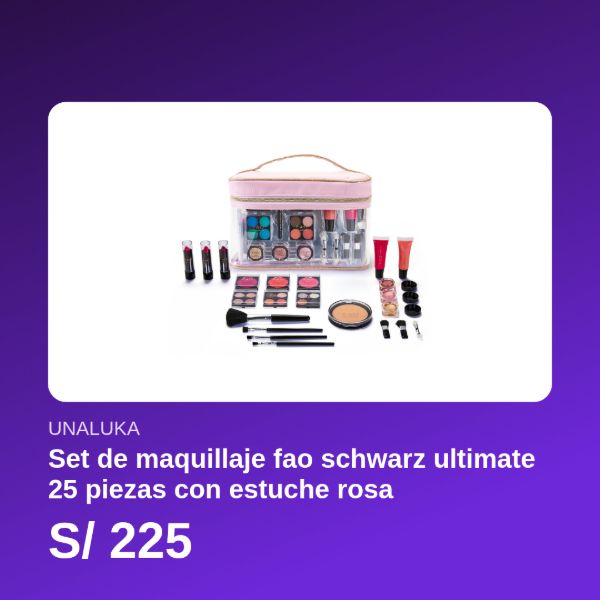 UNALUKA
Set de maquillaje fao schwarz ultimate
25 piezas con estuche rosa
S/ 225